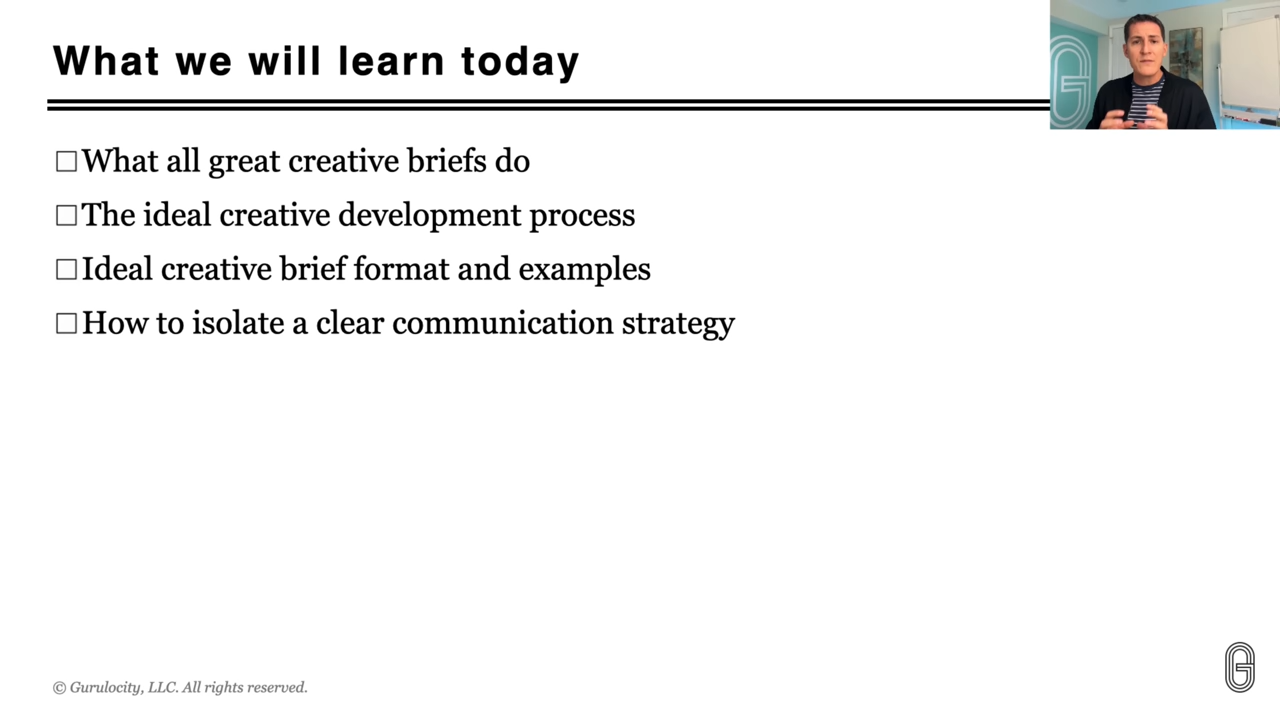 What we will learn today
☐ What all great creative briefs do
☐ The ideal creative development process
☐ Ideal creative brief format and examples
☐ How to isolate a clear communication strategy
© Gurulocity, LLC. All rights reserved.